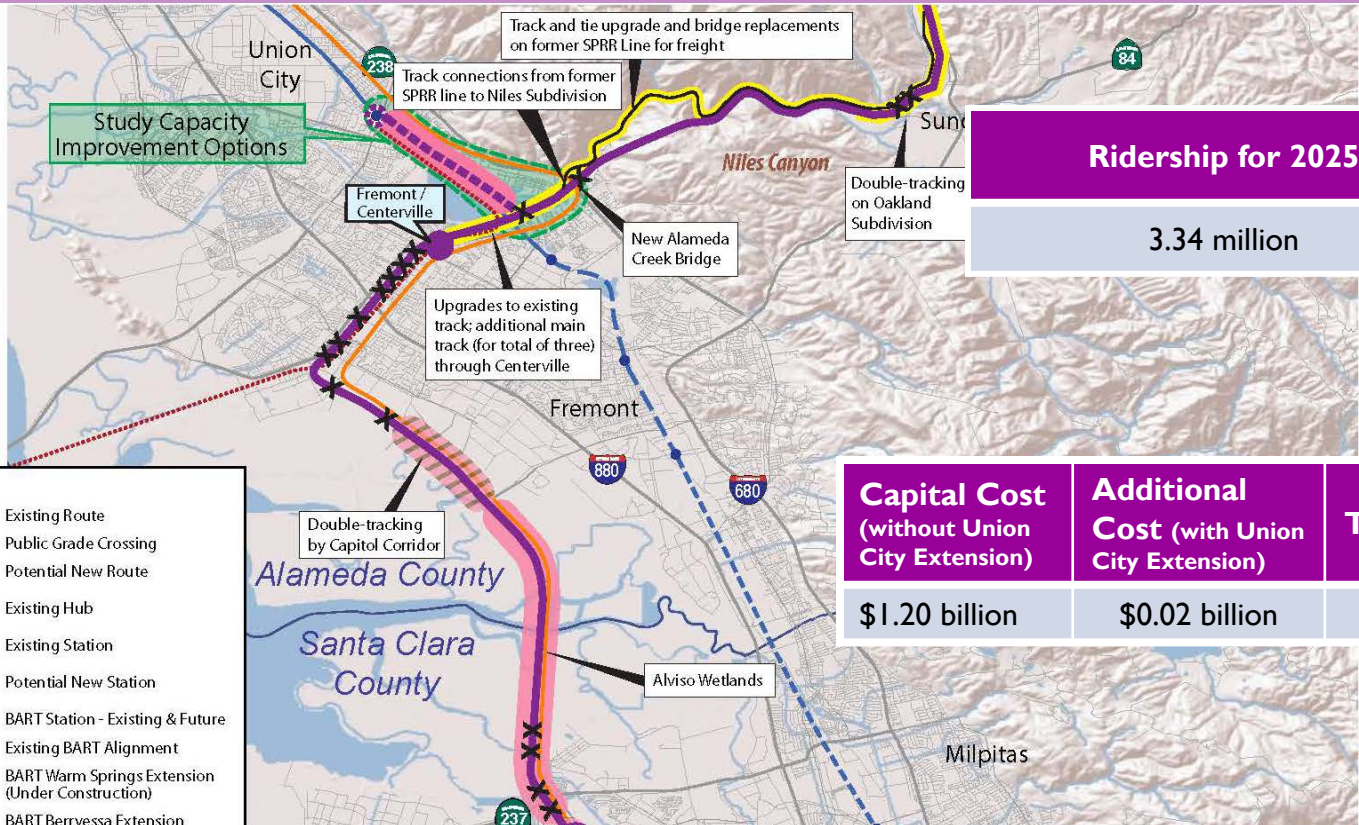 Track and tie upgrade and bridge replacements
on former SPRR Line for freight
Union
City
238
84
Track connections from former
SPRR line to Niles Subdivision
Study Capacity
Improvement Options
Niles Canyon
Ridership for 2025
3.34 million
Fremont /
Centerville
Double-tracking
on Oakland
Subdivision
New Alameda
Creek Bridge
Upgrades to existing
track; additional main
track (for total of three)
through Centerville
Fremont
880
680
Capital Cost
(without Union
City Extension)
Additional
Cost (with Union
City Extension)
T
$1.20 billion
$0.02 billion
Double-tracking
by Capitol Corridor
Alameda County
Santa Clara
County
Alviso Wetlands
Milpitas
237
Existing Route
Public Grade Crossing
Potential New Route
Existing Hub
Existing Station
Potential New Station
BART Station - Existing & Future
Existing BART Alignment
BART Warm Springs Extension
(Under Construction)
BART Berryessa Extension